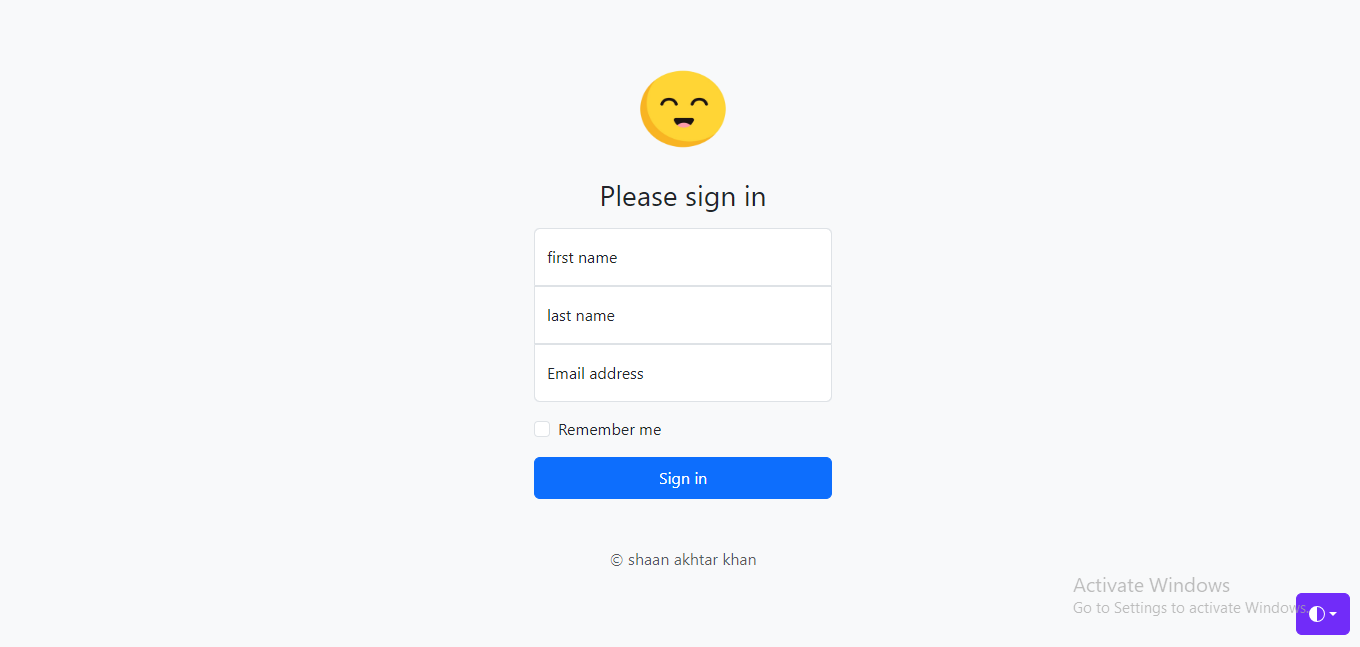 Please sign in
first name
last name
Email address
Remember me
Sign in
© shaan akhtar khan
Activate Windows
Go to Settings to activate Windows.